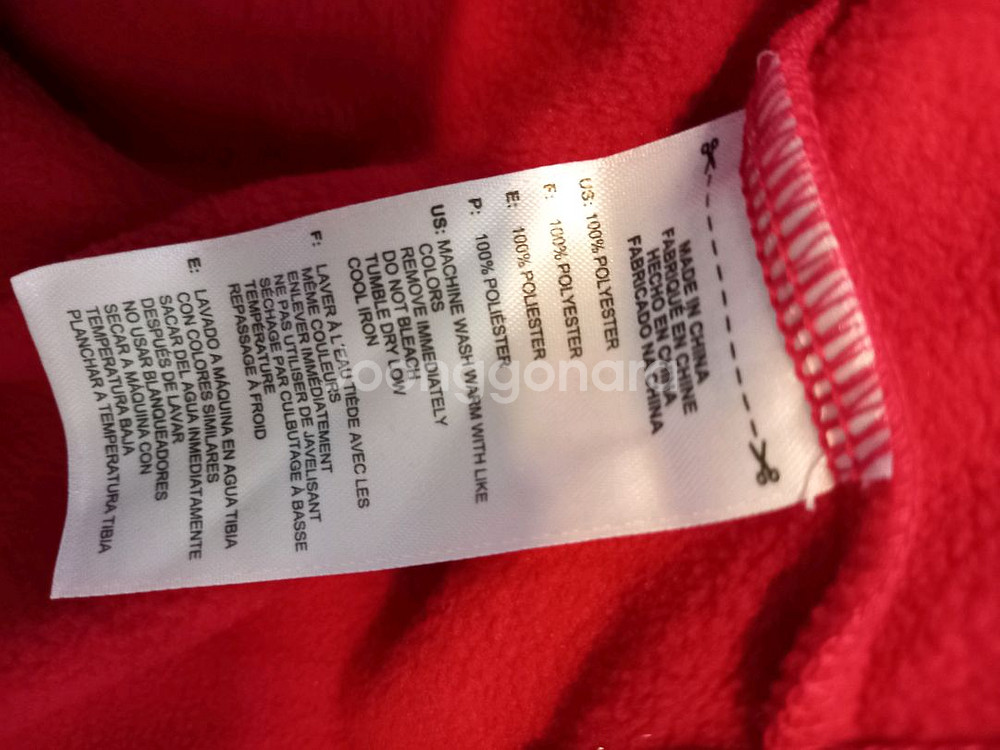 MADE IN CHINA
FABRIQUÉ EN CHINE
HECHO EN CHINA
FABRICADO NA CHINA
US: 100% POLYESTER
F: 100% POLYESTER
E: 100% POLIESTER
P: 100% POLIÉSTER
US: MACHINE WASH WARM WITH LIKE
COLORS
REMOVE IMMEDIATELY
DO NOT BLEACH
TUMBLE DRY LOW
COOL IRON
F: LAVER À L'EAU TIÈDE AVEC LES
MÊME COULEURS
ENLEVER IMMÉDIATEMENT
NE PAS UTILISER DE JAVELISANT
SÉCHAGE PAR CULBUTAGE À BASSE
TEMPÉRATURE
REPASSAGE À FROID
E: LAVADO A MÁQUINA EN AGUA TIBIA
CON COLORES SIMILARES
SACAR DEL AGUA INMEDIATAMENTE
DESPUÉS DE LAVAR
NO USAR BLANQUEADORES
SECAR A MÁQUINA CON
TEMPERATURA BAJA
PLANCHAR A TEMPERATURA TIBIA